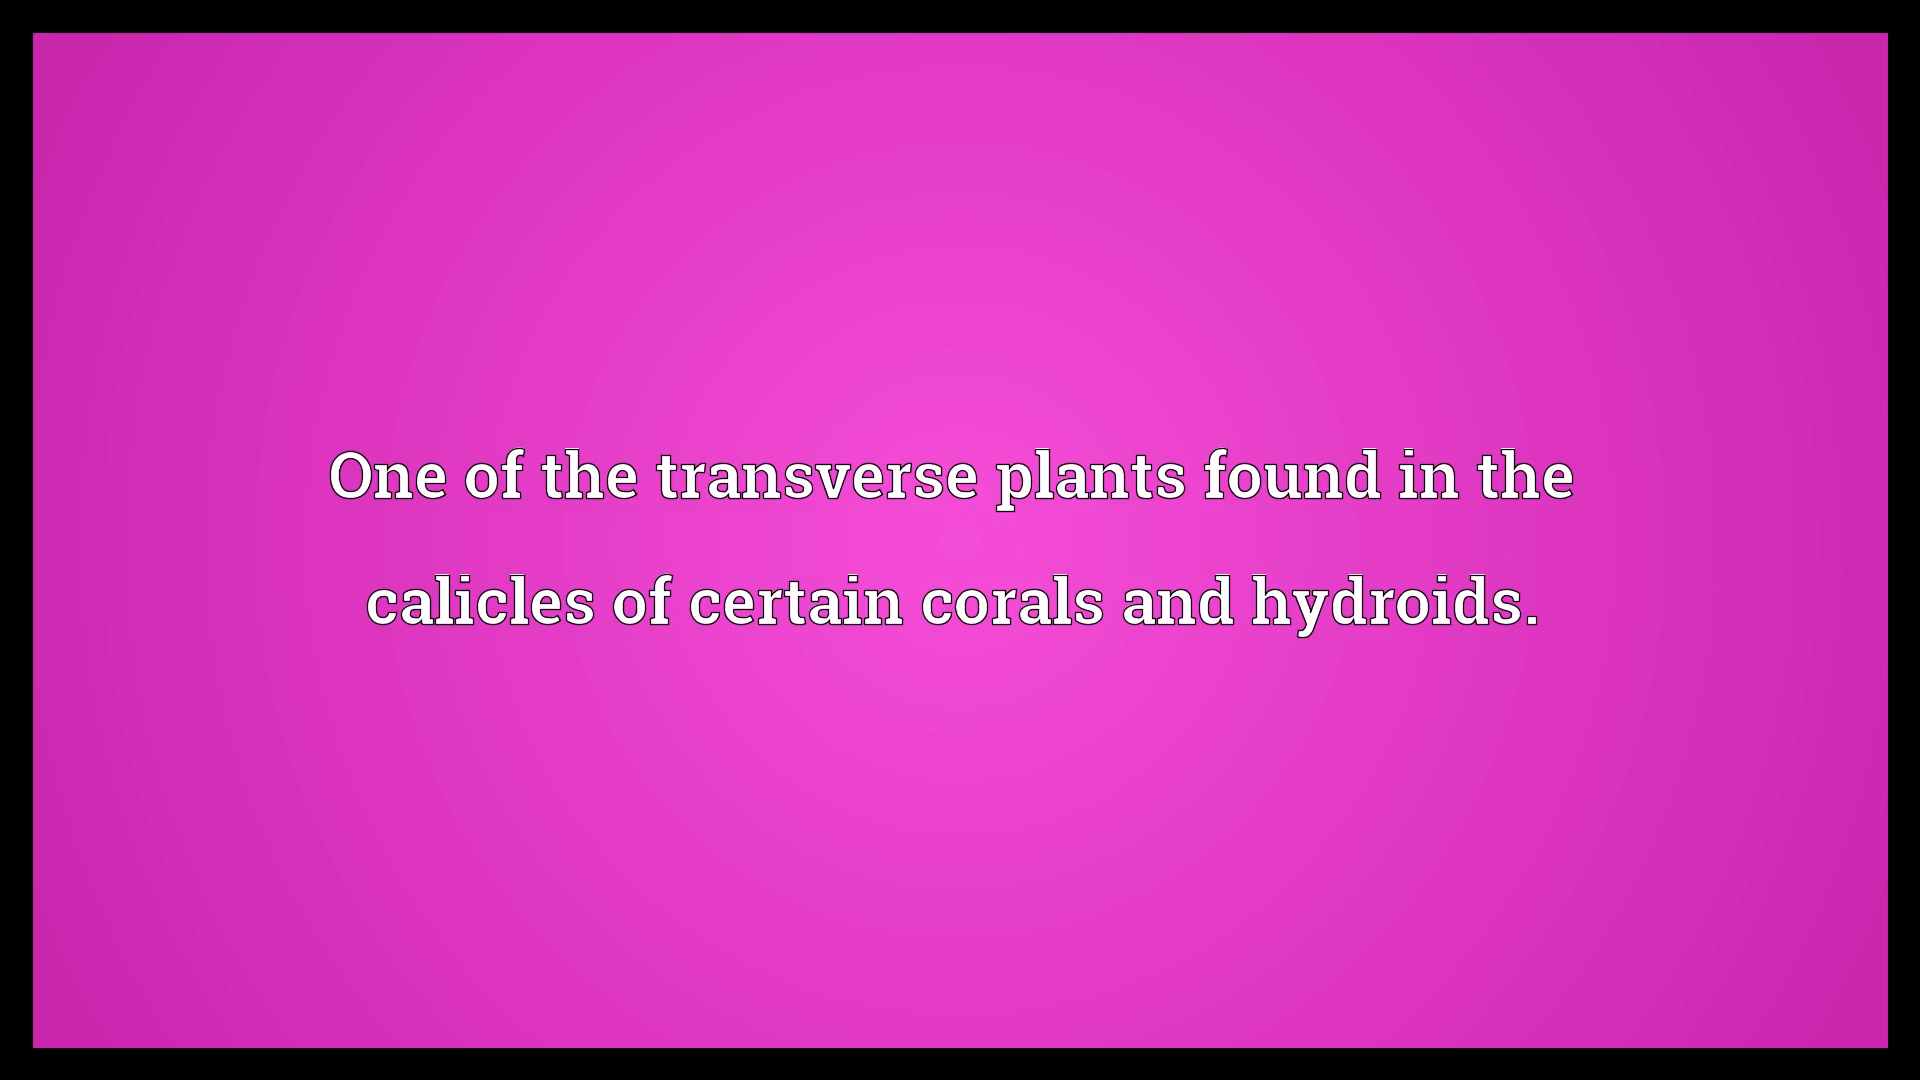 One of the transverse plants found in the
calicles of certain corals and hydroids.